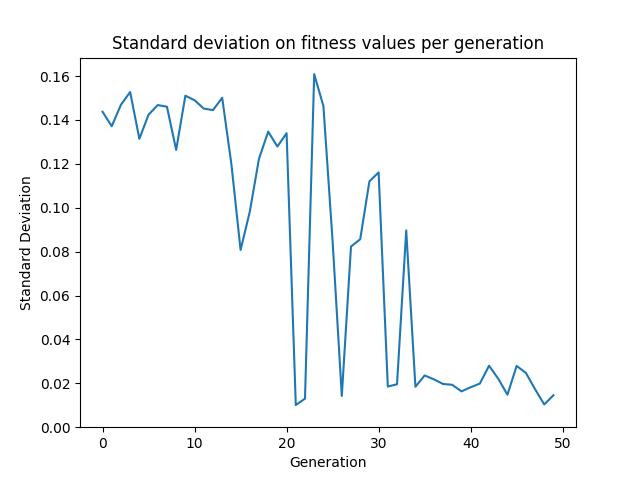 Standard deviation on fitness values per generation
0.16
0.14
0.12
0.10
0.08
0.06
0.04
0.02
0.00
Standard Deviation
0 10 20 30 40 50
Generation